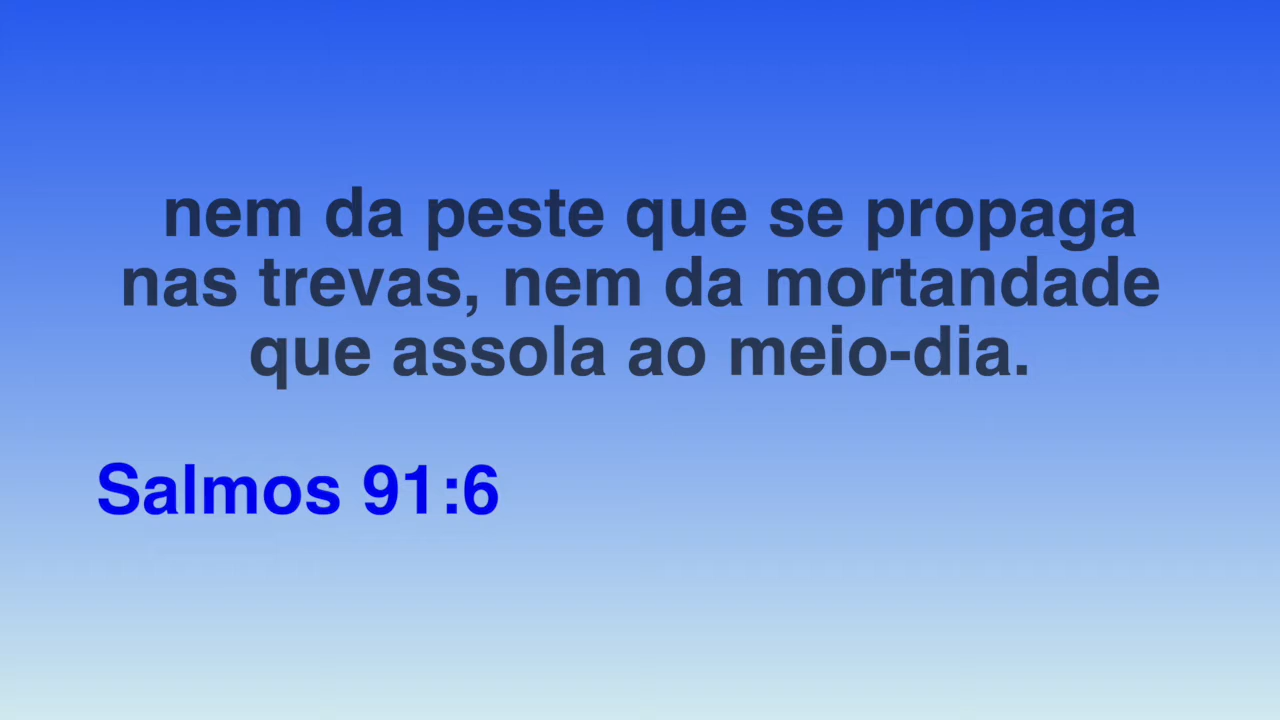 nem da peste que se propaga
nas trevas, nem da mortandade
que assola ao meio-dia.
Salmos 91:6